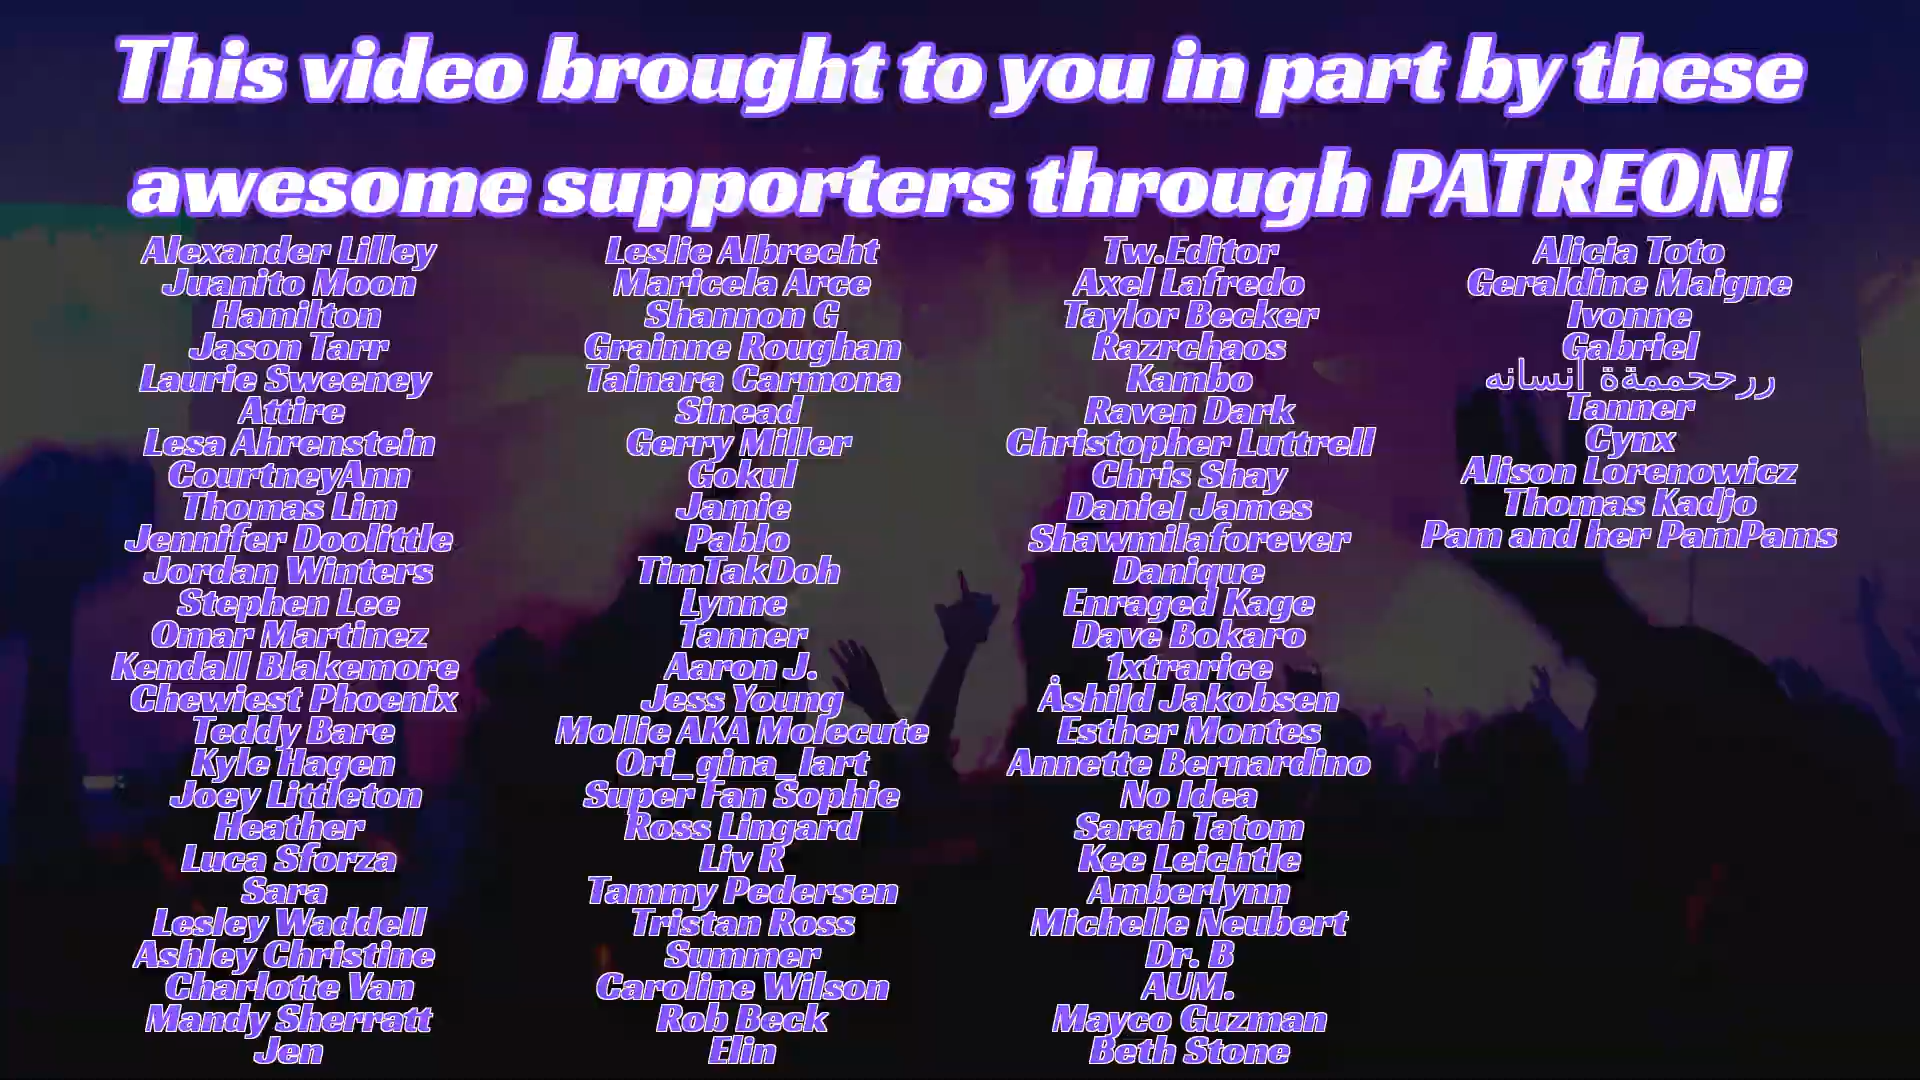 This video brought to you in part by these
awesome supporters through PATREON!
Alexander Lilley
Juanito Moon
Hamilton
Jason Tarr
Laurie Sweeney
Attire
Lesa Ahrenstein
CourtneyAnn
Thomas Lim
Jennifer Doolittle
Jordan Winters
Stephen Lee
Omar Martinez
Kendall Blakemore
Chewiest Phoenix
Teddy Bare
Kyle Hagen
Joey Littleton
Heather
Luca Sforza
Sara
Lesley Waddell
Ashley Christine
Charlotte Van
Mandy Sherratt
Jen
Leslie Albrecht
Maricela Arce
Shannon G
Grainne Roughan
Tainara Carmona
Sinead
Gerry Miller
Gokul
Jamie
Pablo
TimTakDoh
Lynne
Tanner
Aaron J.
Jess Young
Mollie AKA Molecute
Ori_gina_lart
Super Fan Sophie
Ross Lingard
Liv R
Tammy Pedersen
Tristan Ross
Summer
Caroline Wilson
Rob Beck
Elin
Tw.Editor
Axel Lafredo
Taylor Becker
Razrchaos
Kambo
Raven Dark
Christopher Luttrell
Chris Shay
Daniel James
Shawmilaforever
Danique
Enraged Kage
Dave Bokaro
1xtrarice
Åshild Jakobsen
Esther Montes
Annette Bernardino
No Idea
Sarah Tatom
Kee Leichtle
Amberlynn
Michelle Neubert
Dr. B
AUM.
Mayco Guzman
Beth Stone
Alicia Toto
Geraldine Maigne
Ivonne
Gabriel
ررححممةة انسانه
Tanner
Cynx
Alison Lorenowicz
Thomas Kadjo
Pam and her PamPams